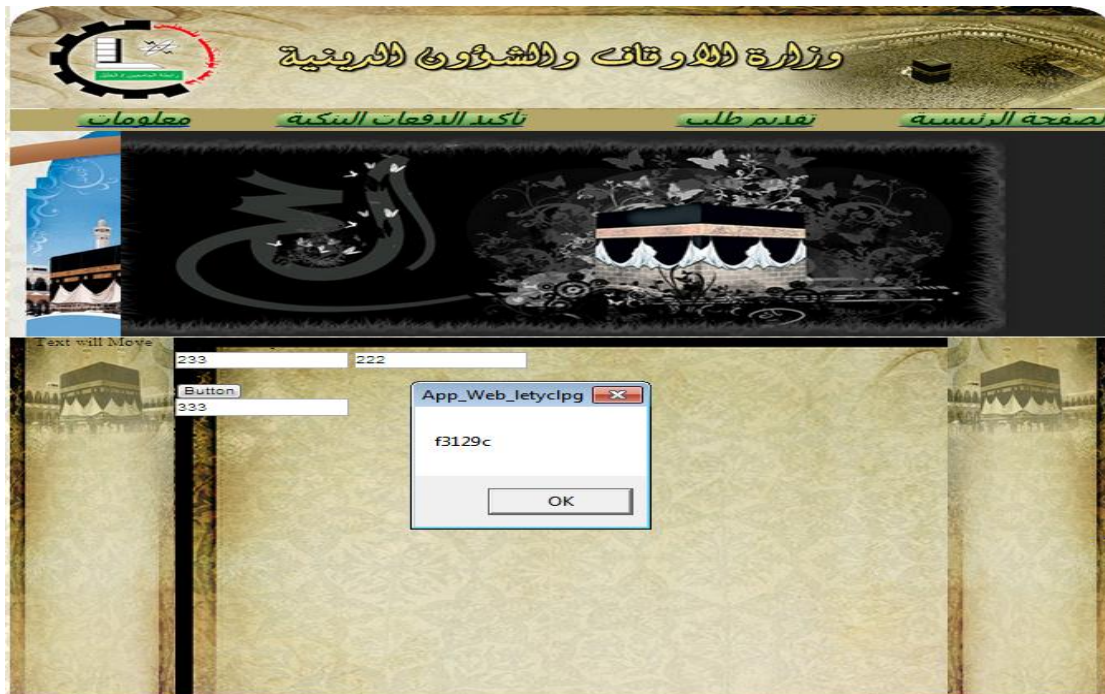 وزارة الاوقاف والشؤون الدينية
الصفحة الرئيسية تقديم طلب تأكيد الدفعات البنكية معلومات
الحج
Text will Move
233 222
Button
333
App_Web_letyclpg
f3129c
OK